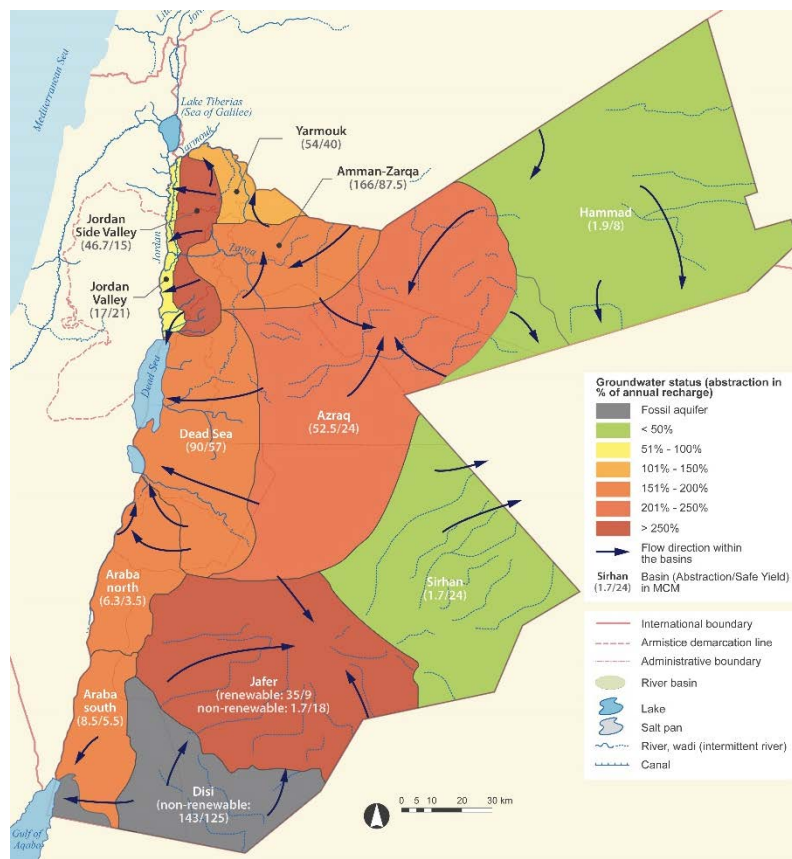 Mediterranean Sea
Lake Tiberias
(Sea of Galilee)
Yarmouk
Yarmouk
(54/40)
Amman-Zarqa
(166/87.5)
Jordan
Side Valley
(46.7/15)
Jordan
Zarqa
Hammad
(1.9/8)
Jordan
Valley
(17/21)
Dead Sea
Azraq
(52.5/24)
Dead Sea
(90/57)
Araba
north
(6.3/3.5)
Sirhan
(1.7/24)
Jafer
(renewable: 35/9
non-renewable: 1.7/18)
Araba
south
(8.5/5.5)
Disi
(non-renewable:
143/125)
Gulf of
Aqaba
0 5 10 20 30 km
Groundwater status (abstraction in
% of annual recharge)
Fossil aquifer
< 50%
51% - 100%
101% - 150%
151% - 200%
201% - 250%
> 250%
Flow direction within
the basins
Sirhan Basin (Abstraction/Safe Yield)
(1.7/24) in MCM
International boundary
Armistice demarcation line
Administrative boundary
River basin
Lake
Salt pan
River, wadi (intermittent river)
Canal